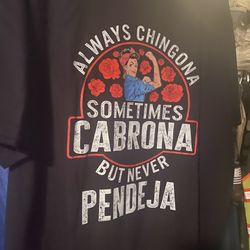 ALWAYS CHINGONA
SOMETIMES
CABRONA
BUT NEVER
PENDEJA